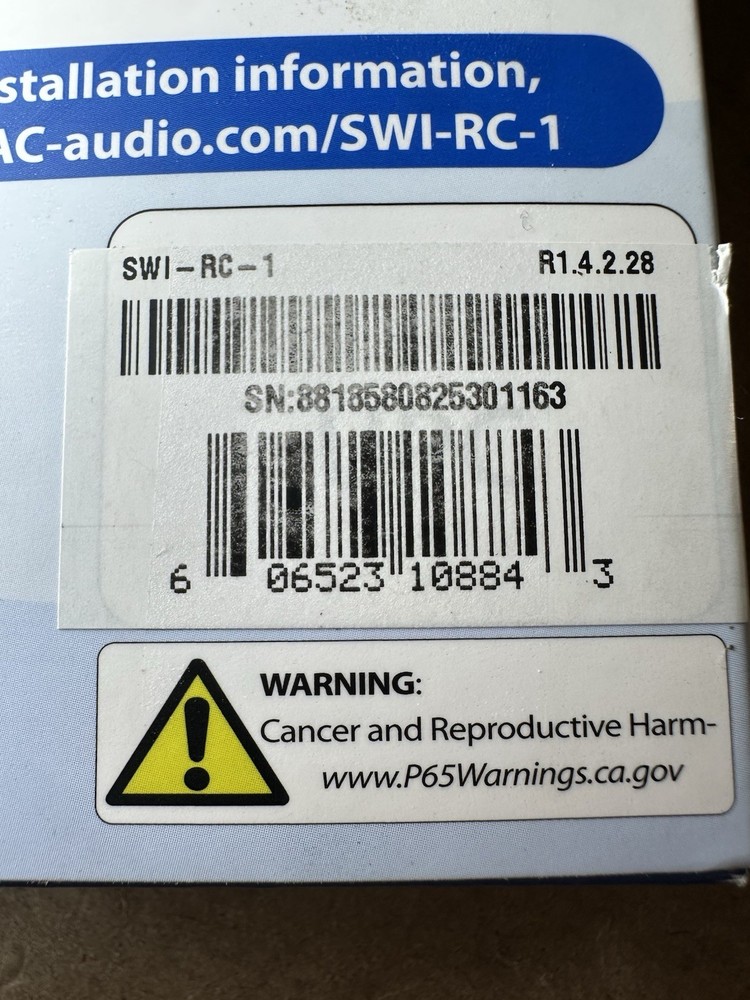 stallation information,
AC-audio.com/SWI-RC-1
SWI-RC-1 R1.4.2.28
SN:8818580825301163
6 06523 10884 3
WARNING:
Cancer and Reproductive Harm-
www.P65Warnings.ca.gov